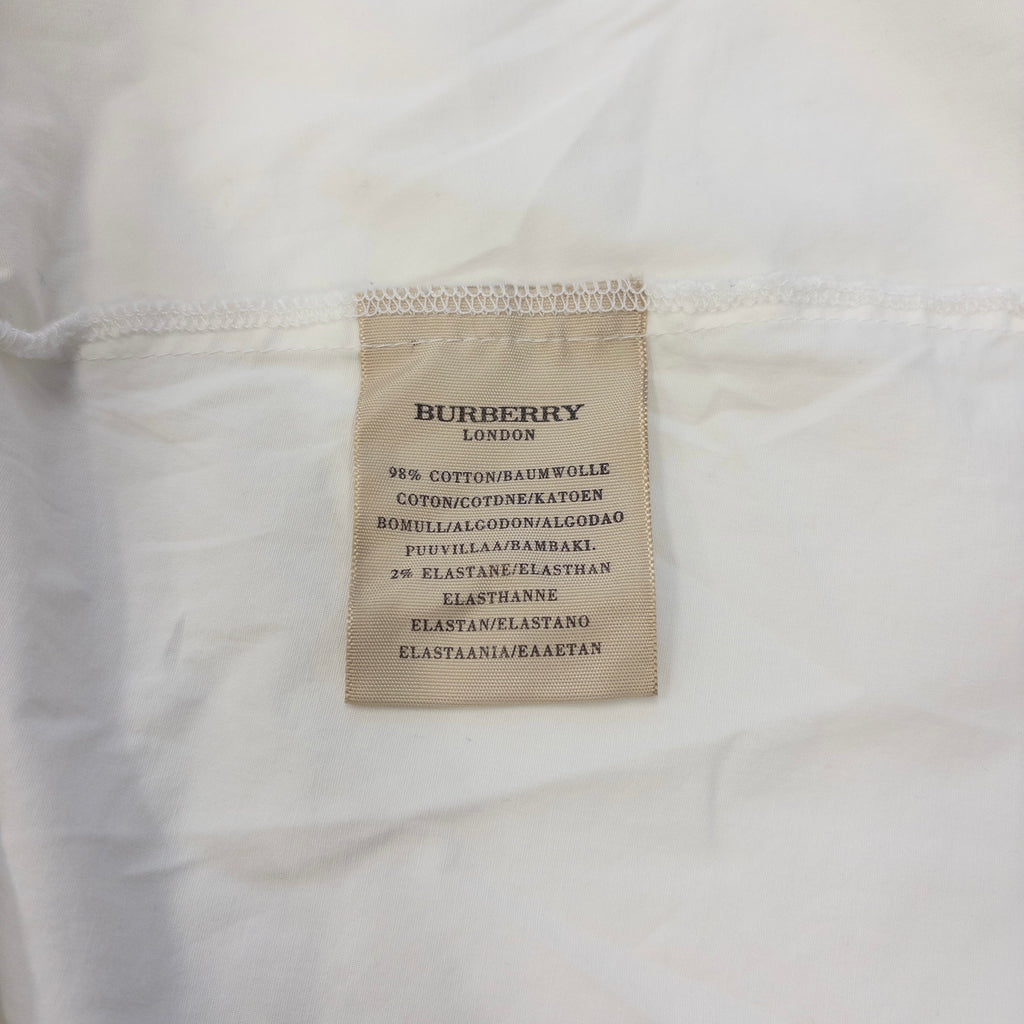 BURBERRY
LONDON
98% COTTON/BAUMWOLLE
COTON/COTDNE/KATOEN
BOMULL/ALGODON/ALGODAO
PUUVILLAA/BAMBAKI.
2% ELASTANE/ELASTHAN
ELASTHANNE
ELASTAN/ELASTANO
ELASTAANIA/EAAETAN